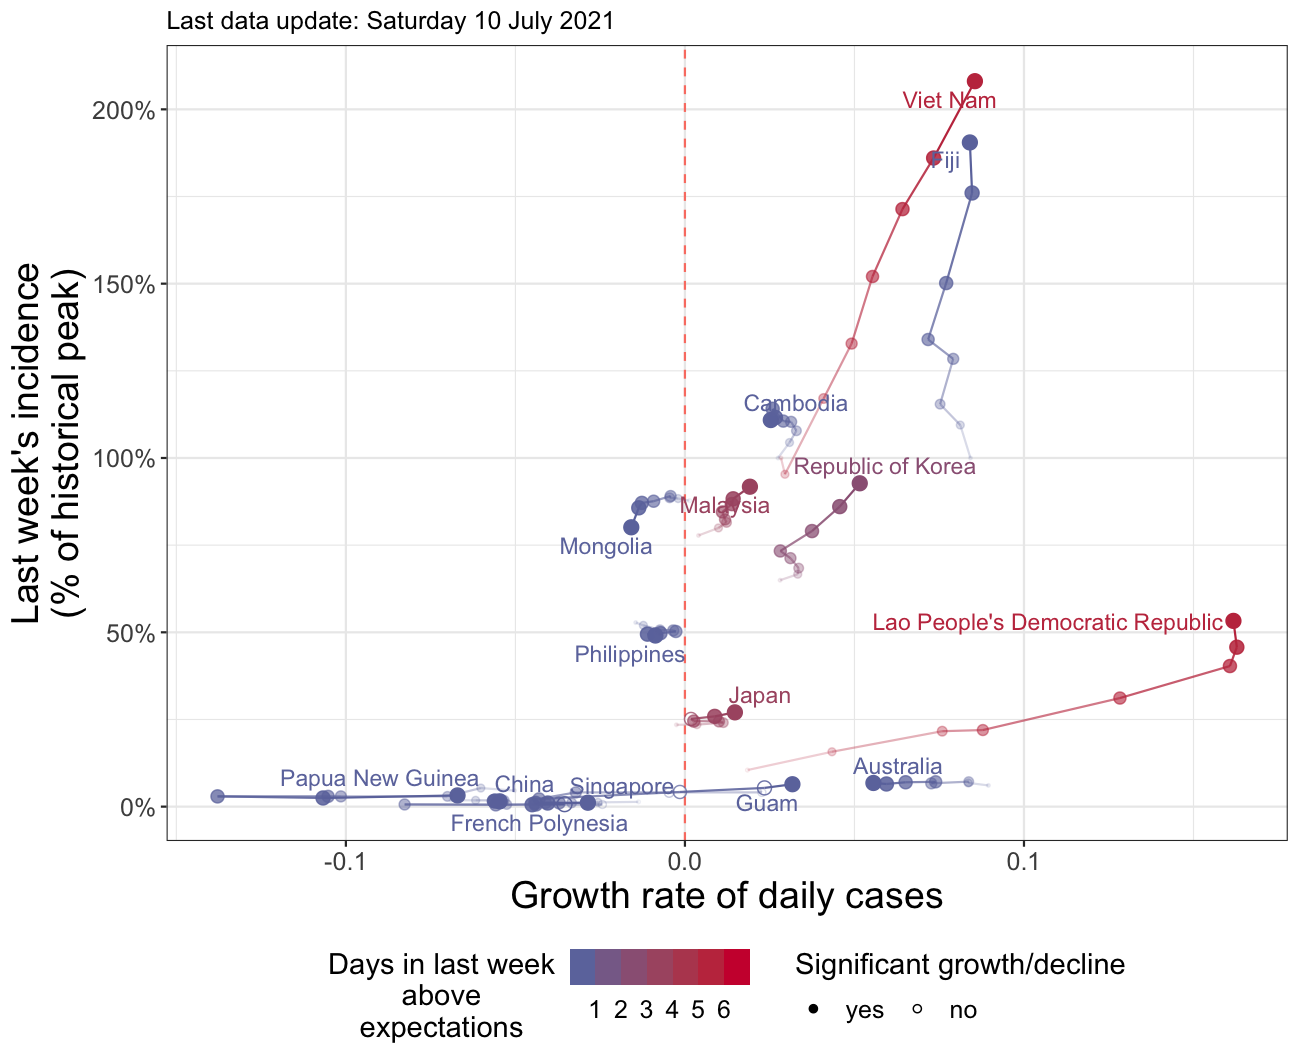 Last data update: Saturday 10 July 2021
Last week's incidence
(% of historical peak)
200%
150%
100%
50%
0%
Viet Nam
Fiji
Cambodia
Republic of Korea
Malaysia
Mongolia
Lao People's Democratic Republic
Philippines
Japan
Australia
Papua New Guinea
China
Singapore
Guam
French Polynesia
-0.1
0.0
0.1
Growth rate of daily cases
Days in last week
above
expectations
1 2 3 4 5 6
Significant growth/decline
yes
no